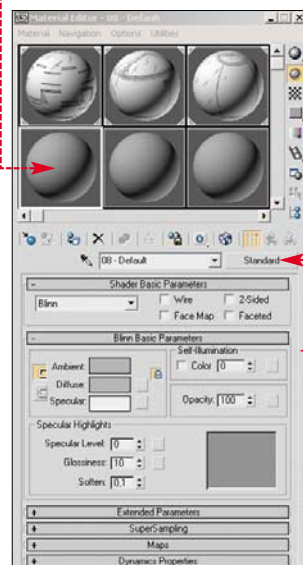 Material Editor - 08 - Default
Material Navigation Options Utilities
08 - Default Standard
Shader Basic Parameters
Blinn Wire 2-Sided
Face Map Faceted
Blinn Basic Parameters
Self-Illumination
Ambient: Color 0
Diffuse:
Specular: Opacity: 100
Specular Highlights
Specular Level: 0
Glossiness: 10
Soften: 0,1
Extended Parameters
SuperSampling
Maps
Dynamics Properties